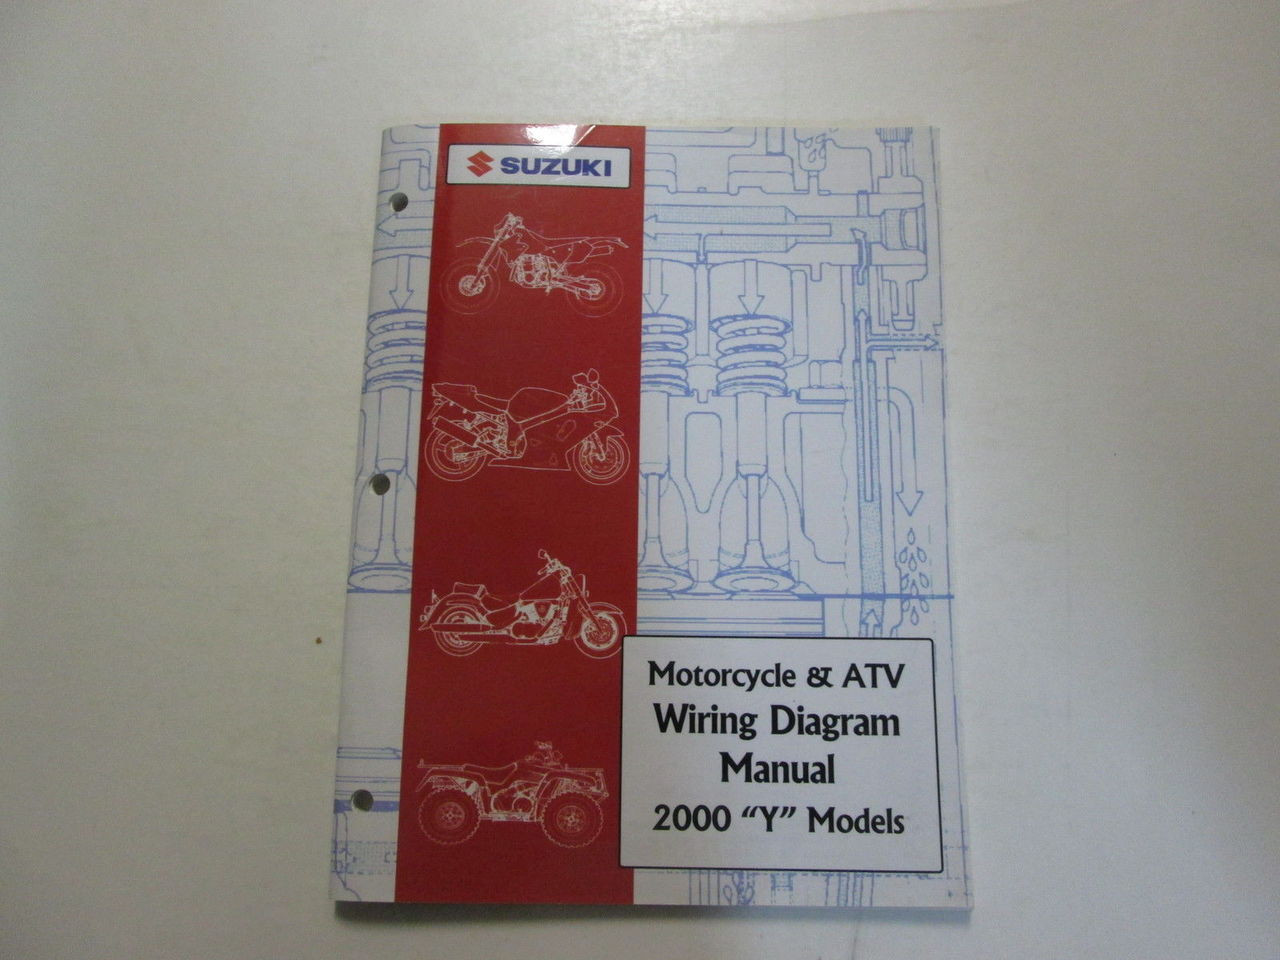 SUZUKI
Motorcycle & ATV
Wiring Diagram
Manual
2000 “Y” Models